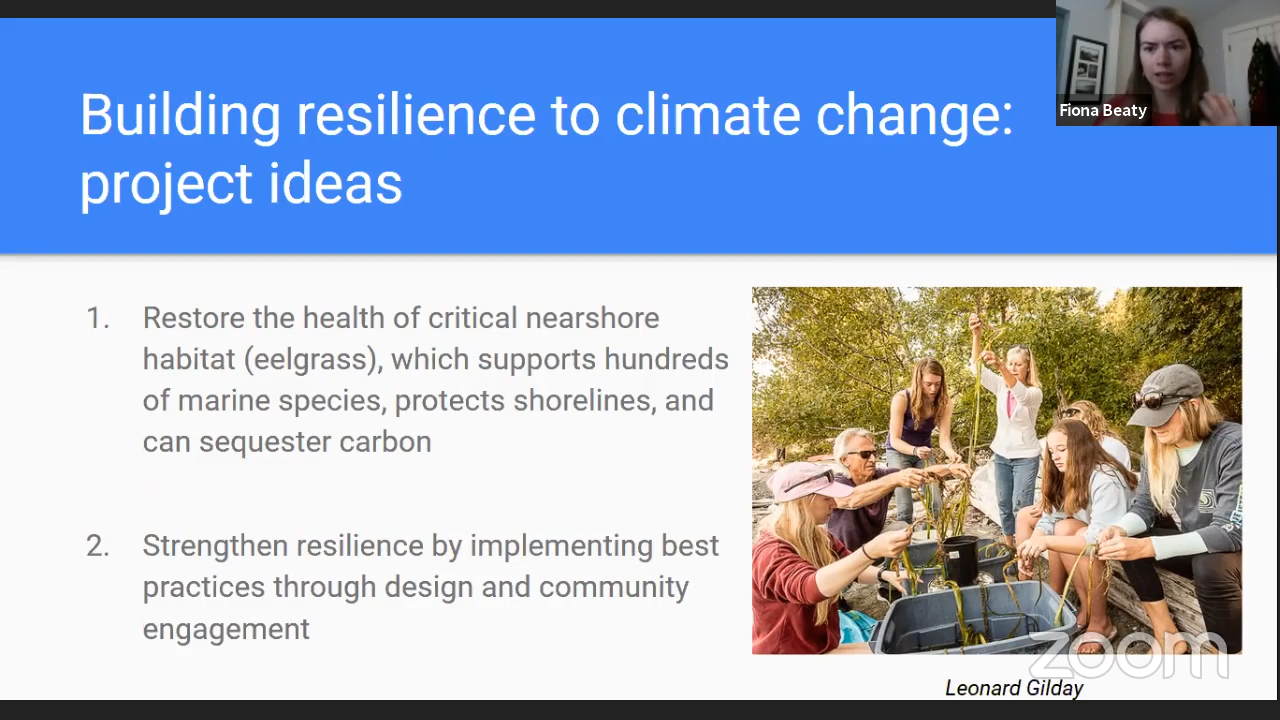 Building resilience to climate change:
project ideas
Fiona Beaty
1. Restore the health of critical nearshore
habitat (eelgrass), which supports hundreds
of marine species, protects shorelines, and
can sequester carbon
2. Strengthen resilience by implementing best
practices through design and community
engagement
zoom
Leonard Gilday